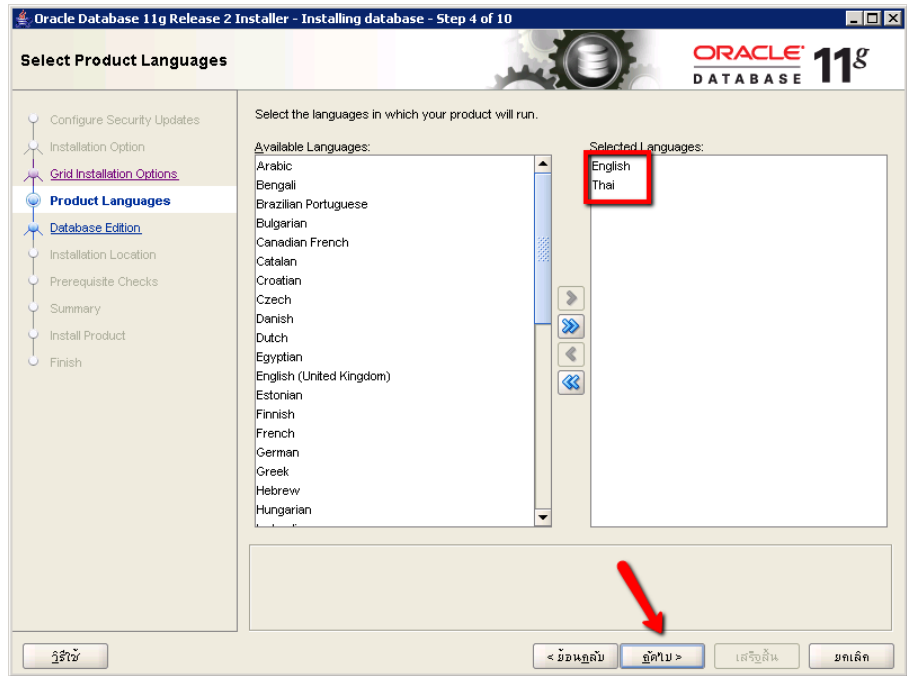 Oracle Database 11g Release 2 Installer - Installing database - Step 4 of 10
Select Product Languages
ORACLE
DATABASE 11g
Configure Security Updates
Installation Option
Grid Installation Options
Product Languages
Database Edition
Installation Location
Prerequisite Checks
Summary
Install Product
Finish
Select the languages in which your product will run.
Available Languages:
Arabic
Bengali
Brazilian Portuguese
Bulgarian
Canadian French
Catalan
Croatian
Czech
Danish
Dutch
Egyptian
English (United Kingdom)
Estonian
Finnish
French
German
Greek
Hebrew
Hungarian
Selected Languages:
English
Thai
วิธีใช้
< ย้อนกลับ
ถัดไป >
เสร็จสิ้น
ยกเลิก